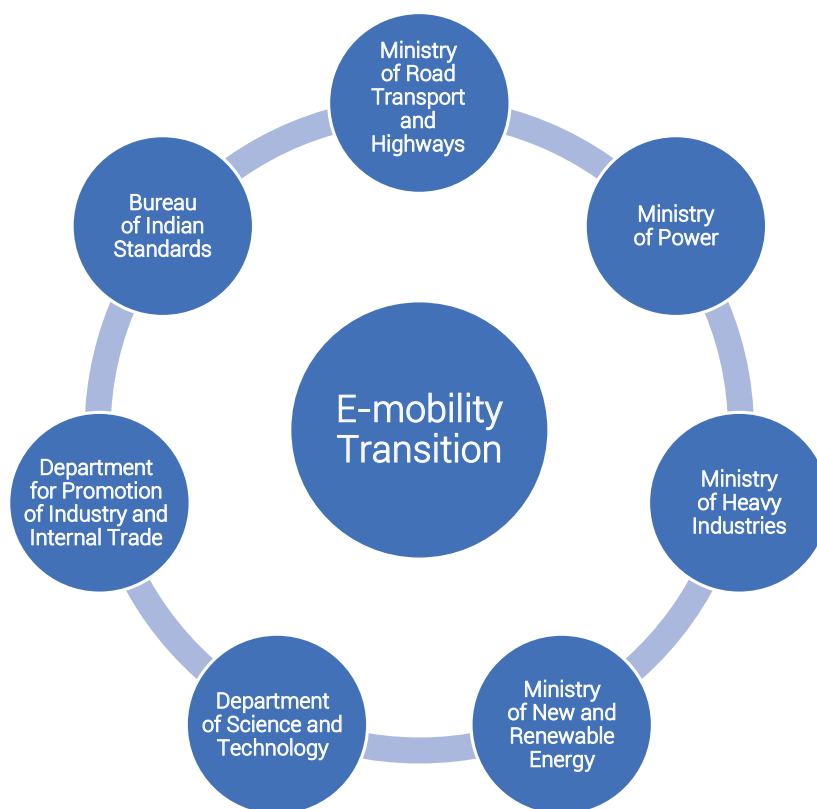 Ministry
of Road
Transport
and
Highways
Bureau
of Indian
Standards
Ministry
of Power
E-mobility
Transition
Department
for Promotion
of Industry and
Internal Trade
Ministry
of Heavy
Industries
Department
of Science and
Technology
Ministry
of New and
Renewable
Energy